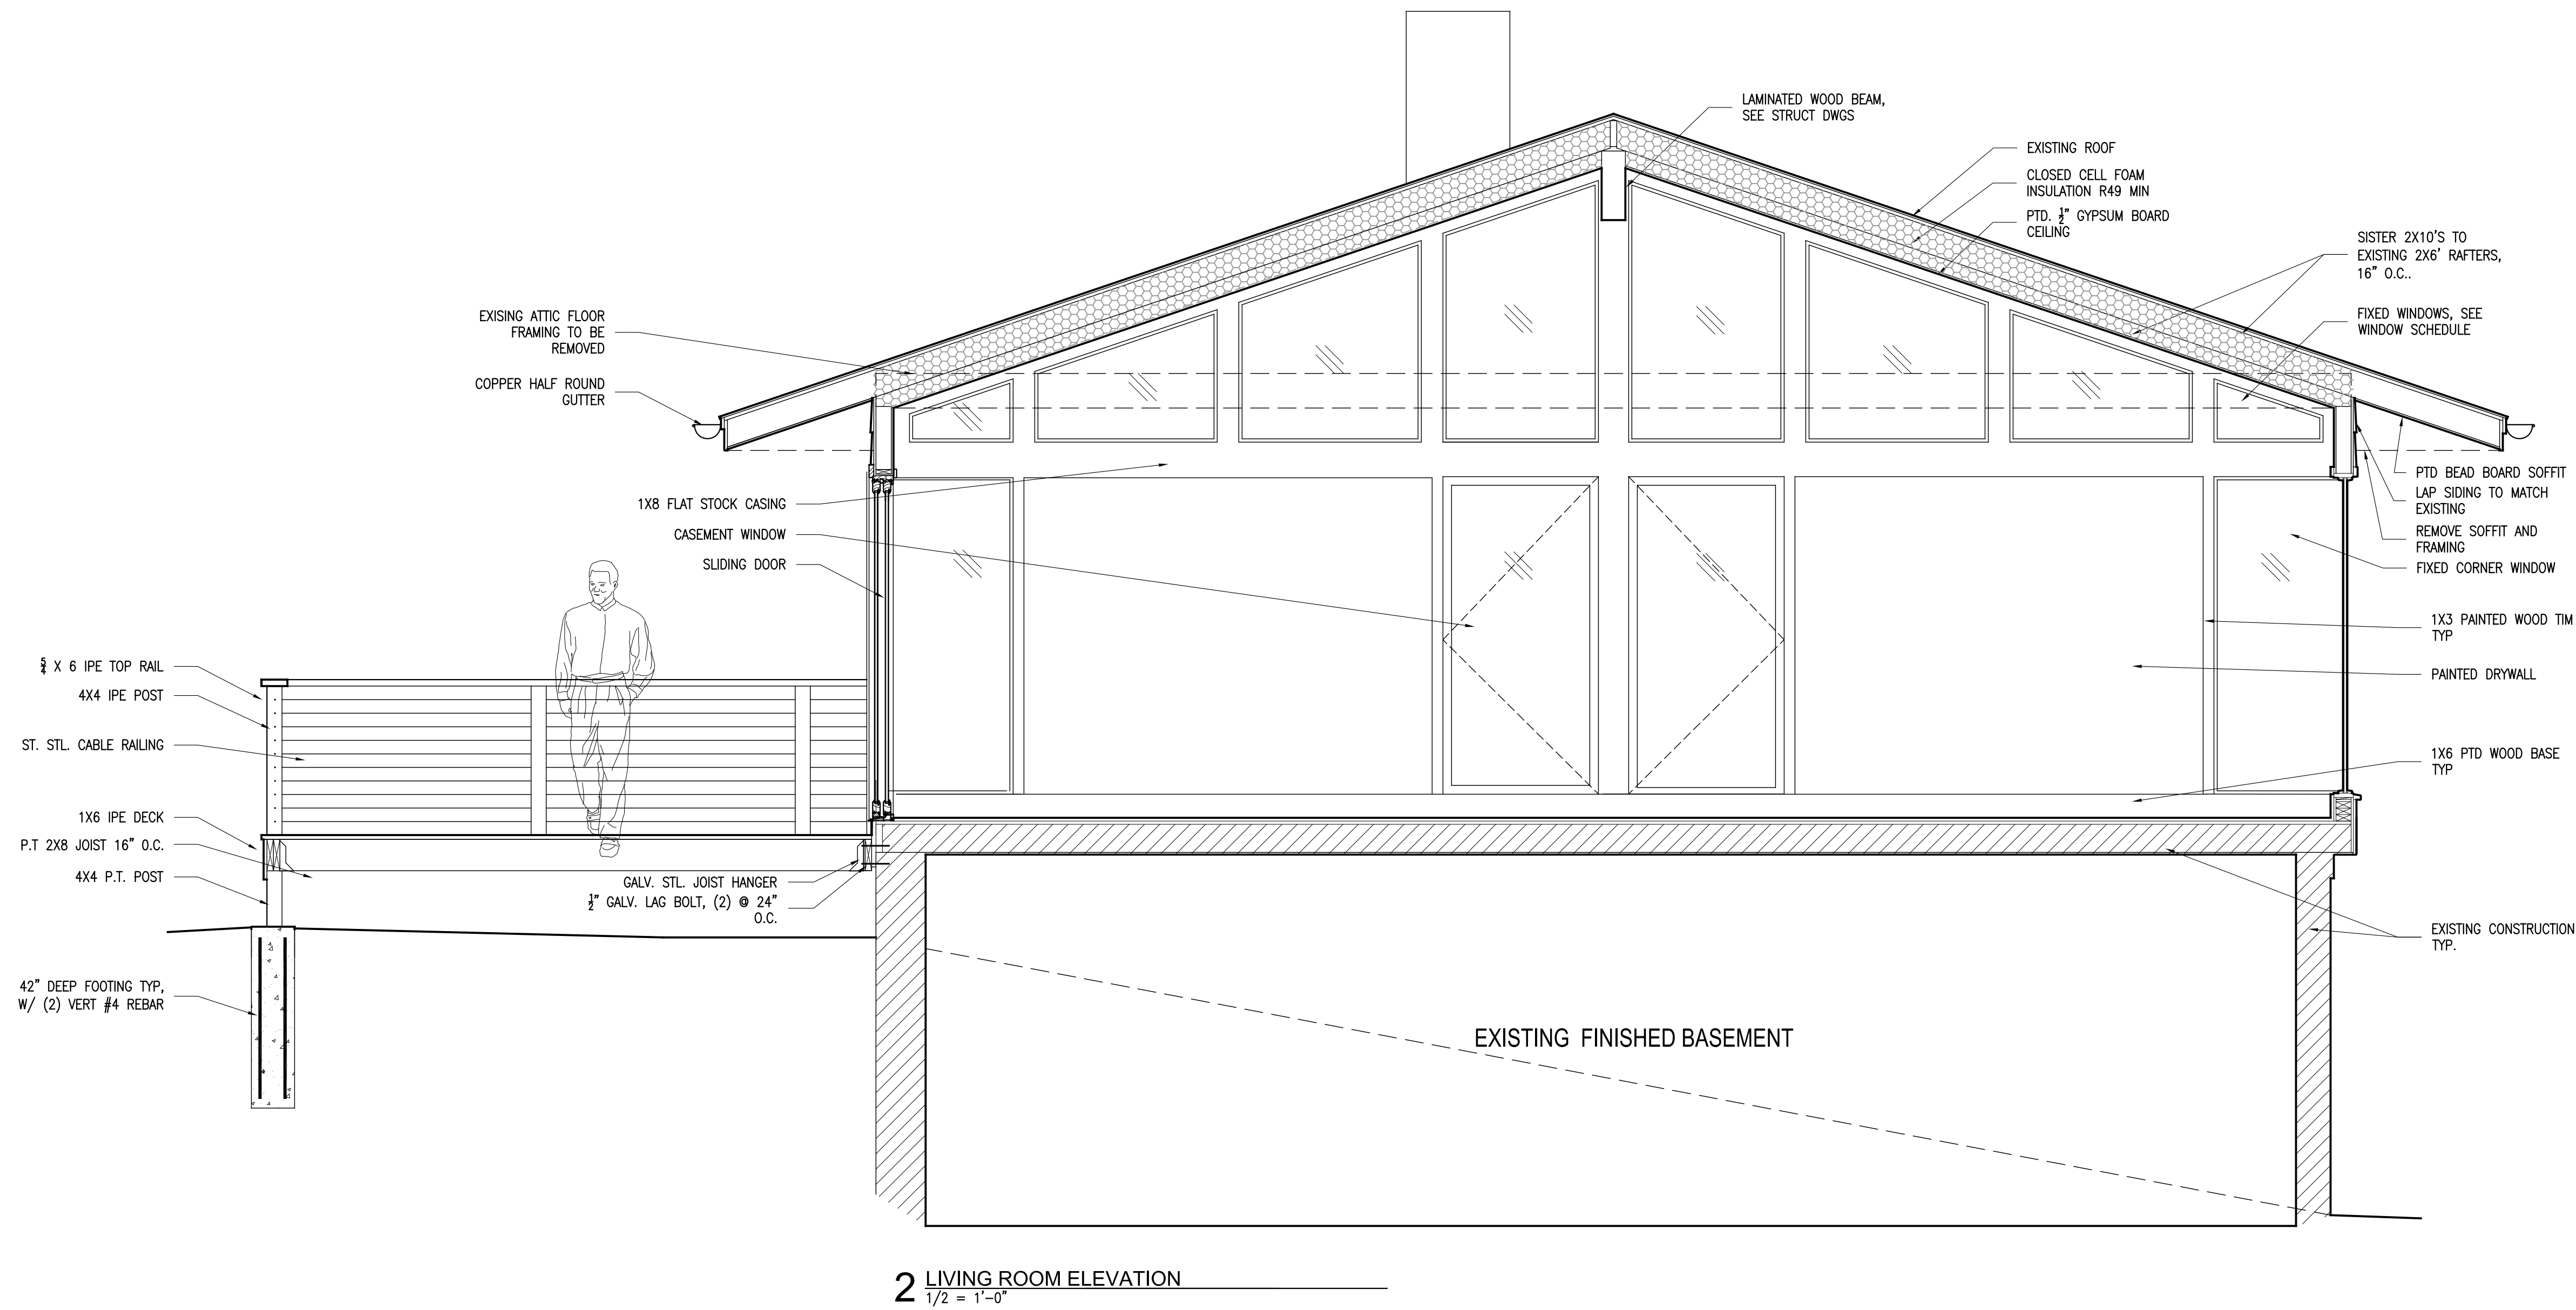 LAMINATED WOOD BEAM,
SEE STRUCT DWGS
EXISTING ROOF
CLOSED CELL FOAM
INSULATION R49 MIN
PTD. ½" GYPSUM BOARD
CEILING
SISTER 2X10'S TO
EXISTING 2X6' RAFTERS,
16" O.C..
FIXED WINDOWS, SEE
WINDOW SCHEDULE
EXISING ATTIC FLOOR
FRAMING TO BE
REMOVED
COPPER HALF ROUND
GUTTER
1X8 FLAT STOCK CASING
CASEMENT WINDOW
SLIDING DOOR
PTD BEAD BOARD SOFFIT
LAP SIDING TO MATCH
EXISTING
REMOVE SOFFIT AND
FRAMING
FIXED CORNER WINDOW
1X3 PAINTED WOOD TIM
TYP
PAINTED DRYWALL
1X6 PTD WOOD BASE
TYP
5/4 X 6 IPE TOP RAIL
4X4 IPE POST
ST. STL. CABLE RAILING
1X6 IPE DECK
P.T 2X8 JOIST 16" O.C.
4X4 P.T. POST
GALV. STL. JOIST HANGER
½" GALV. LAG BOLT, (2) @ 24"
O.C.
EXISTING CONSTRUCTION
TYP.
42" DEEP FOOTING TYP,
W/ (2) VERT #4 REBAR
EXISTING FINISHED BASEMENT
2 LIVING ROOM ELEVATION
1/2 = 1'-0"